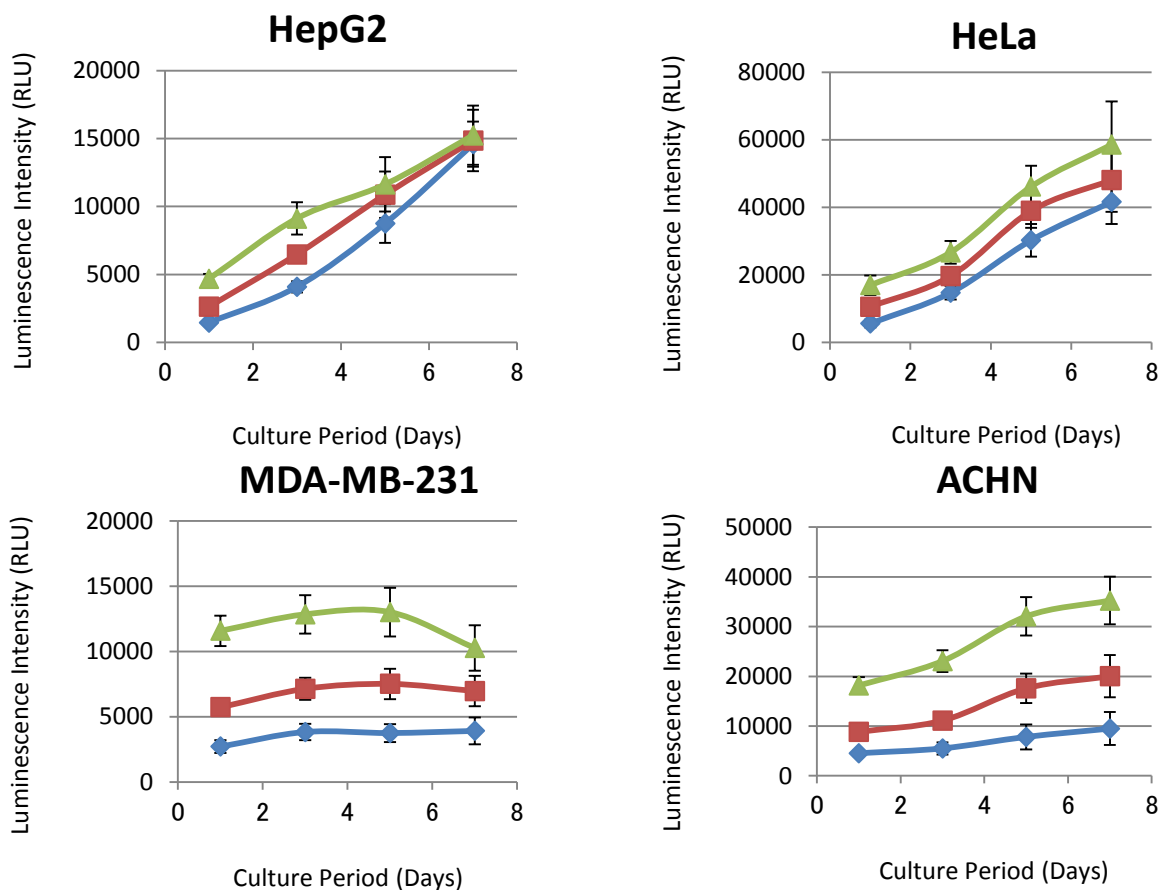 HepG2
Luminescence Intensity (RLU)
20000
15000
10000
5000
0
0 2 4 6 8
Culture Period (Days)
HeLa
Luminescence Intensity (RLU)
80000
60000
40000
20000
0
0 2 4 6 8
Culture Period (Days)
MDA-MB-231
Luminescence Intensity (RLU)
20000
15000
10000
5000
0
0 2 4 6 8
Culture Period (Days)
ACHN
Luminescence Intensity (RLU)
50000
40000
30000
20000
10000
0
0 2 4 6 8
Culture Period (Days)